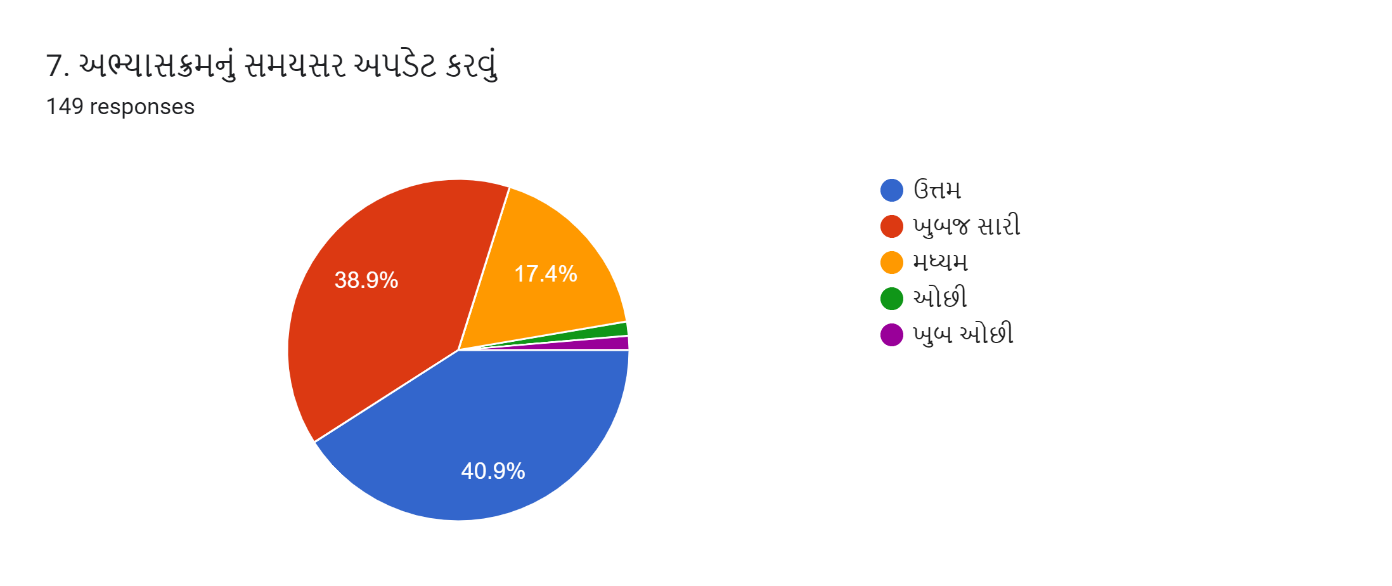 7. અભ્યાસક્રમનું સમયસર અપડેટ કરવું
149 responses
38.9%
17.4%
40.9%
ઉત્તમ
ખુબજ સારી
મધ્યમ
ઓછી
ખુબ ઓછી